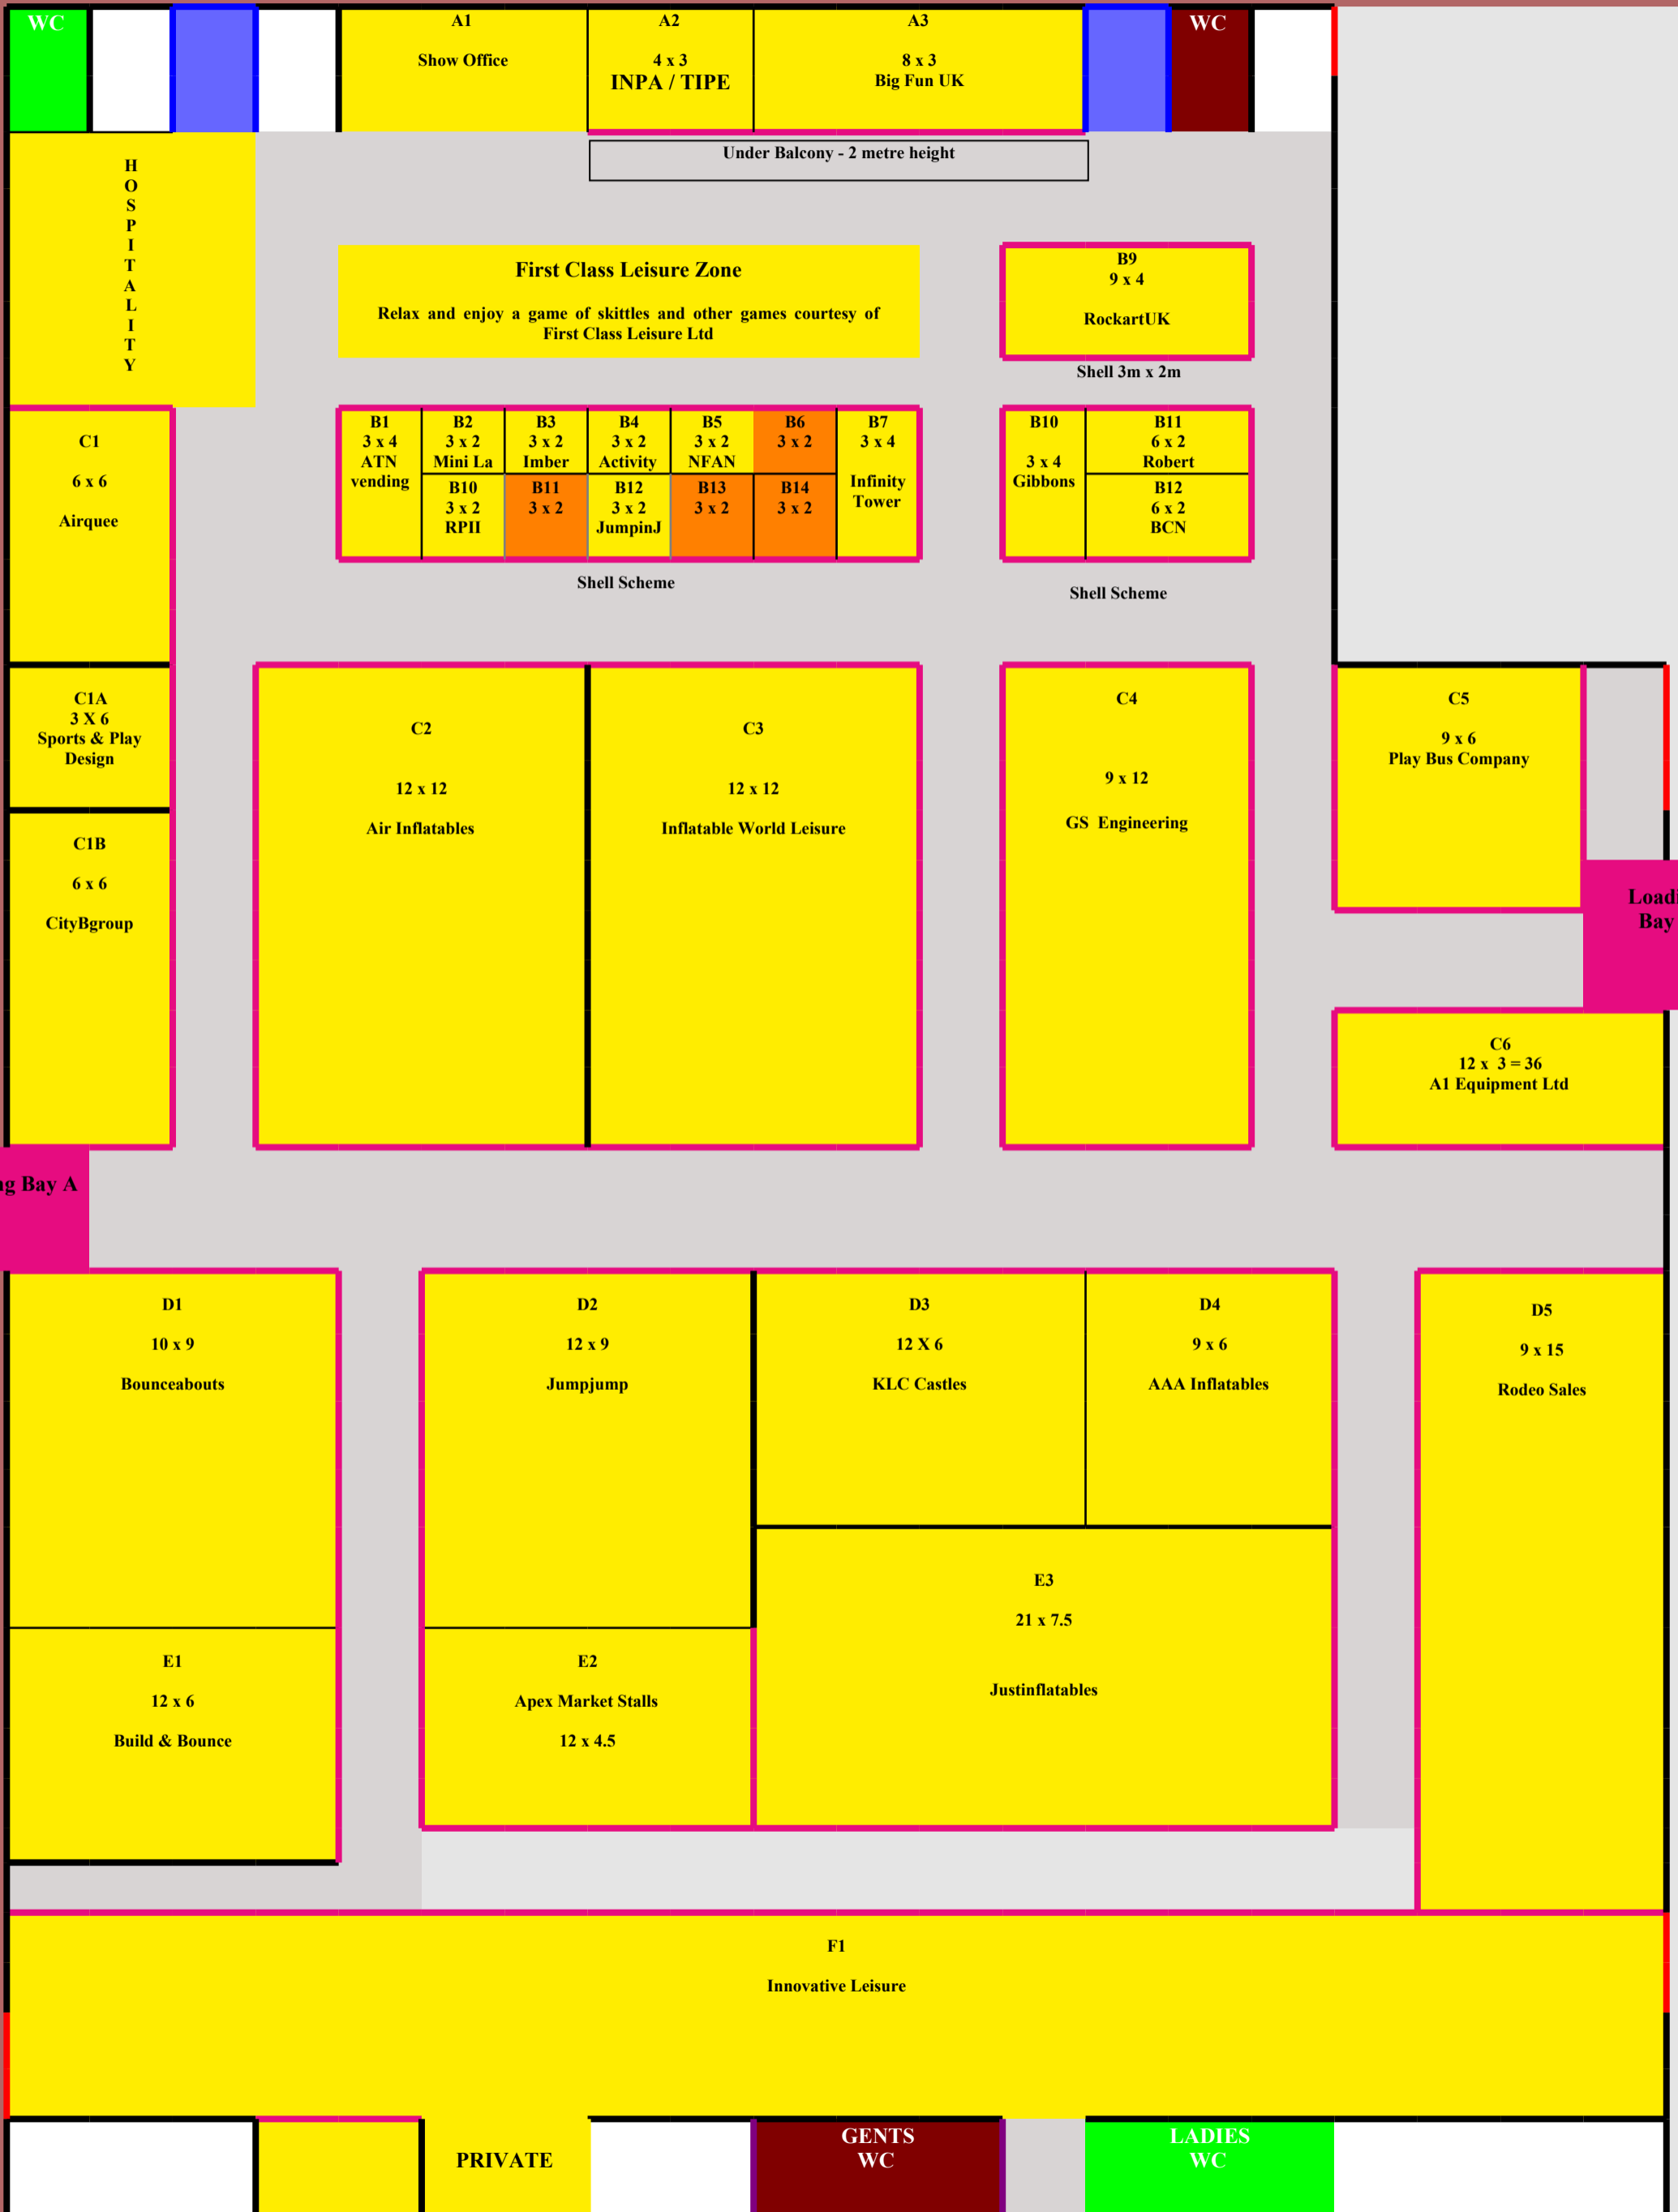 WC
A1
Show Office
A2
4 x 3
INPA / TIPE
A3
8 x 3
Big Fun UK
WC
Under Balcony - 2 metre height
H
O
S
P
I
T
A
L
I
T
Y
First Class Leisure Zone
Relax and enjoy a game of skittles and other games courtesy of
First Class Leisure Ltd
B9
9 x 4
RockartUK
Shell 3m x 2m
C1
6 x 6
Airquee
B1
3 x 4
ATN
vending
B2
3 x 2
Mini La
B3
3 x 2
Imber
B4
3 x 2
Activity
B5
3 x 2
NFAN
B6
3 x 2
B7
3 x 4
Infinity
Tower
B10
3 x 2
RPII
B11
3 x 2
B12
3 x 2
JumpinJ
B13
3 x 2
B14
3 x 2
B10
3 x 4
Gibbons
B11
6 x 2
Robert
B12
6 x 2
BCN
Shell Scheme
Shell Scheme
C1A
3 X 6
Sports & Play
Design
C1B
6 x 6
CityBgroup
C2
12 x 12
Air Inflatables
C3
12 x 12
Inflatable World Leisure
C4
9 x 12
GS Engineering
C5
9 x 6
Play Bus Company
Loadi
Bay
C6
12 x 3 = 36
A1 Equipment Ltd
ng Bay A
D1
10 x 9
Bounceabouts
D2
12 x 9
Jumpjump
D3
12 X 6
KLC Castles
D4
9 x 6
AAA Inflatables
D5
9 x 15
Rodeo Sales
E1
12 x 6
Build & Bounce
E2
Apex Market Stalls
12 x 4.5
E3
21 x 7.5
Justinflatables
F1
Innovative Leisure
PRIVATE
GENTS
WC
LADIES
WC